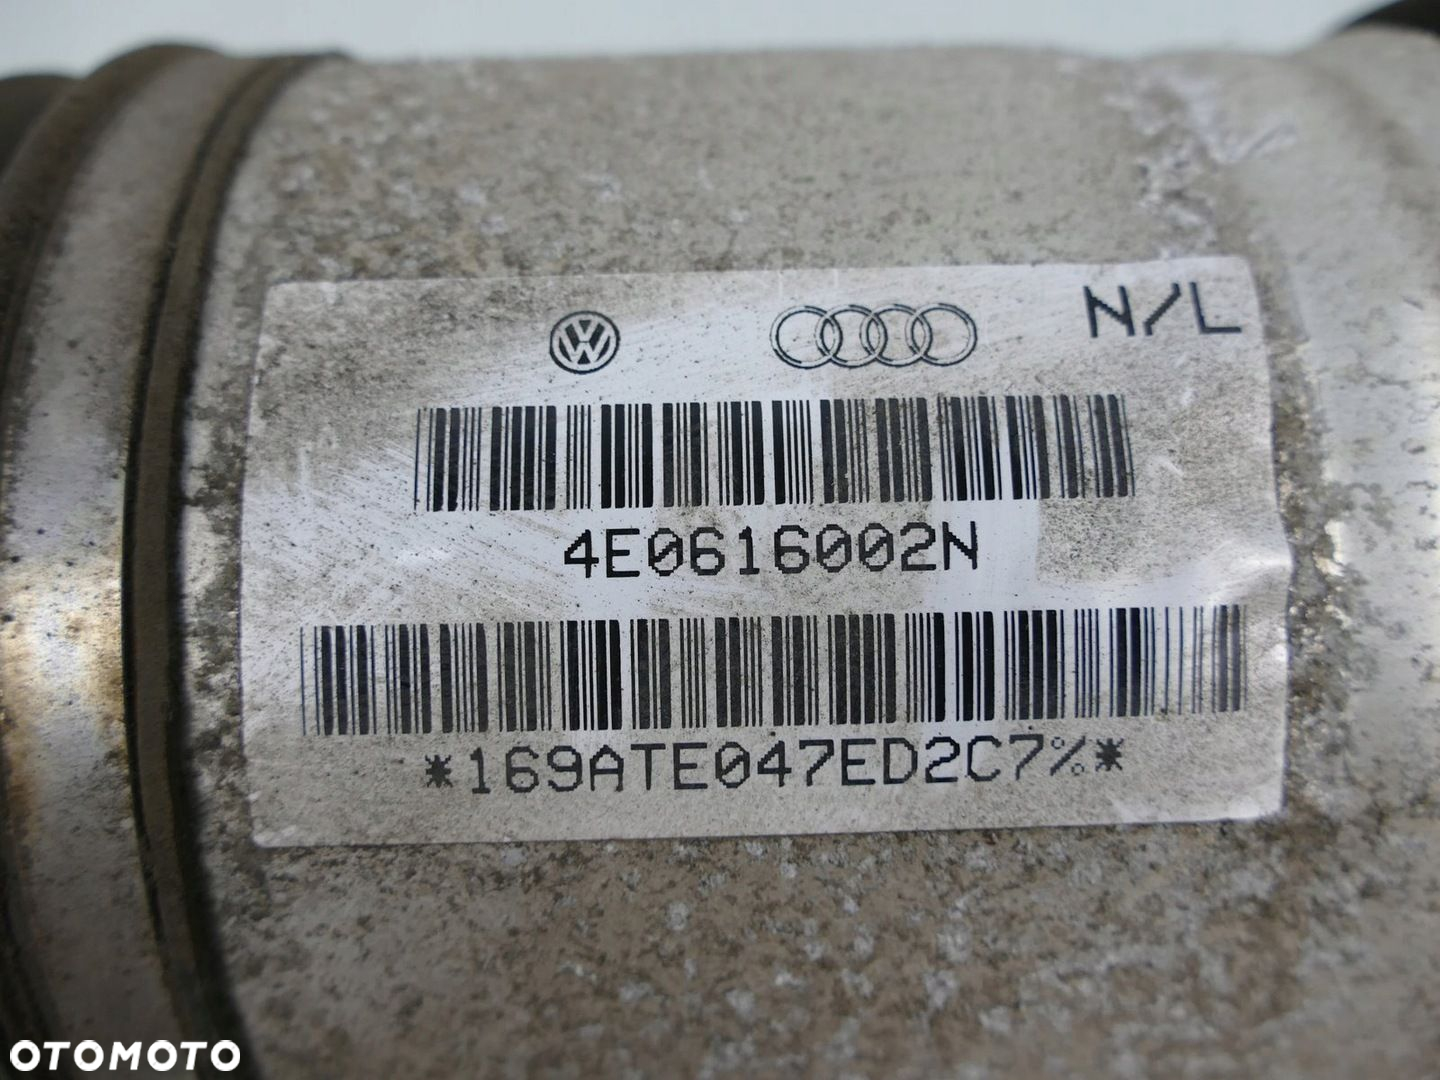 N/L
4E0616002N
*169ATE047ED2C7%*
OTOMOTO